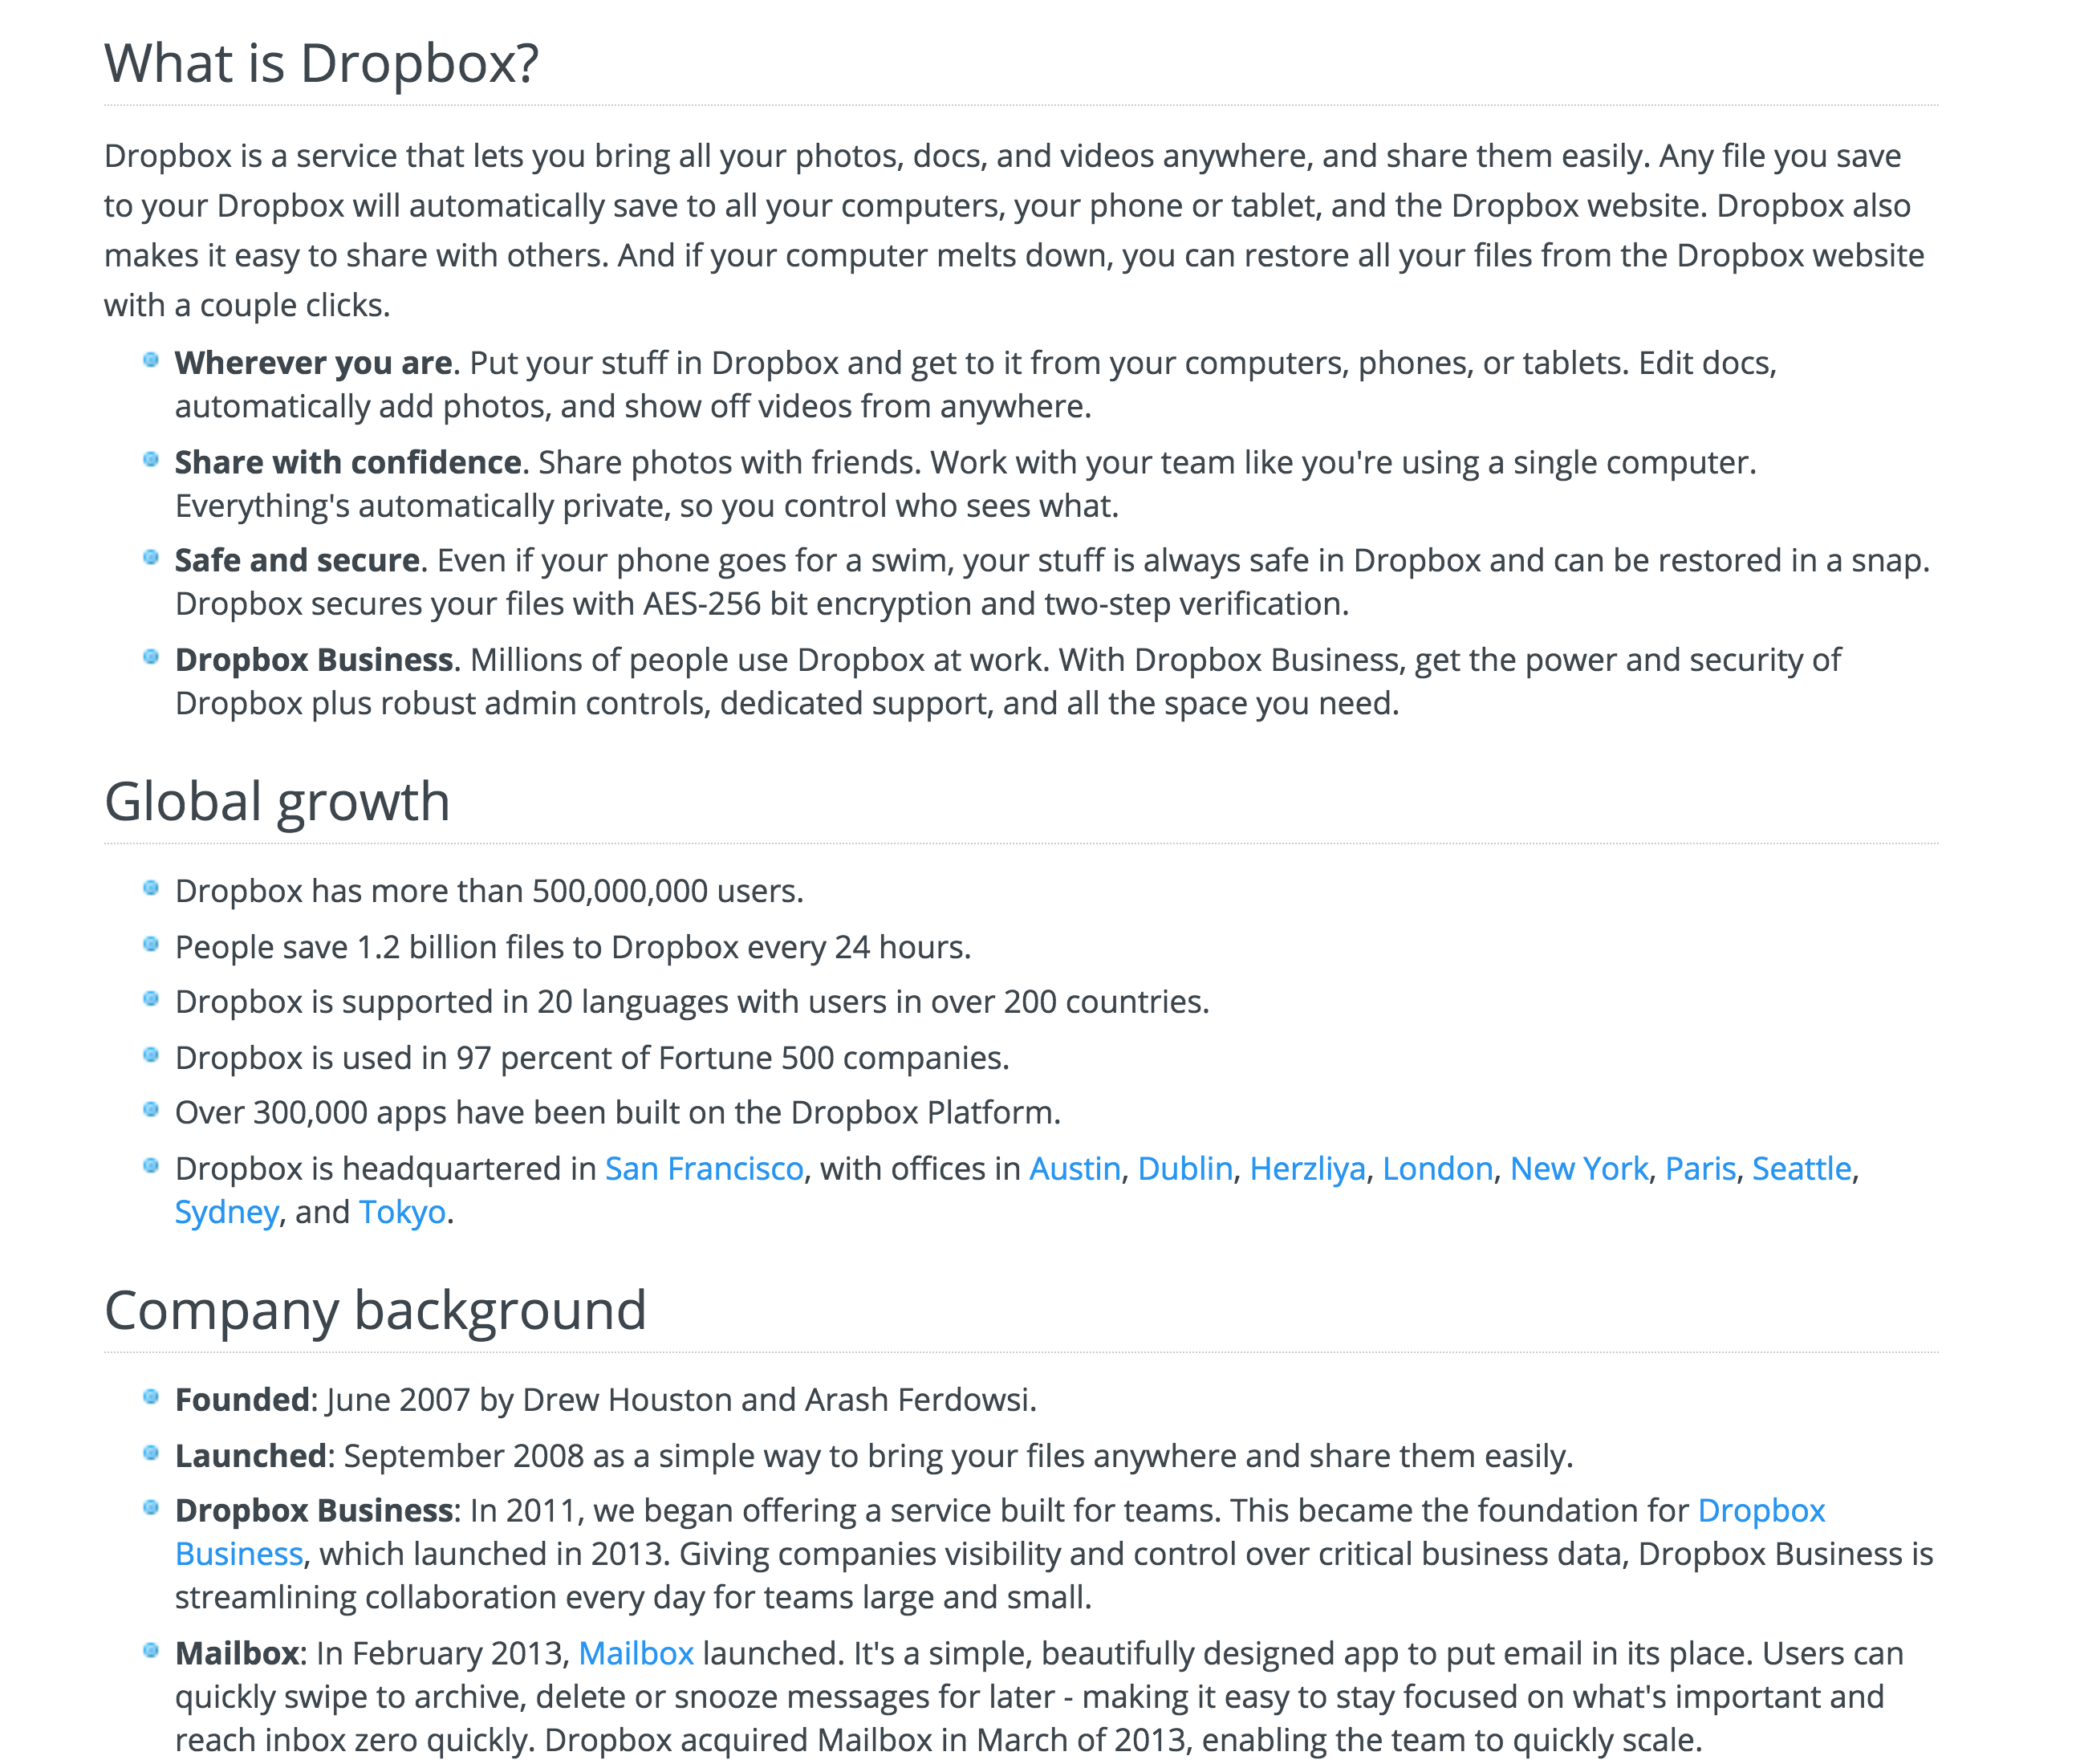 What is Dropbox?
Dropbox is a service that lets you bring all your photos, docs, and videos anywhere, and share them easily. Any file you save
to your Dropbox will automatically save to all your computers, your phone or tablet, and the Dropbox website. Dropbox also
makes it easy to share with others. And if your computer melts down, you can restore all your files from the Dropbox website
with a couple clicks.
Wherever you are. Put your stuff in Dropbox and get to it from your computers, phones, or tablets. Edit docs,
automatically add photos, and show off videos from anywhere.
Share with confidence. Share photos with friends. Work with your team like you're using a single computer.
Everything's automatically private, so you control who sees what.
Safe and secure. Even if your phone goes for a swim, your stuff is always safe in Dropbox and can be restored in a snap.
Dropbox secures your files with AES-256 bit encryption and two-step verification.
Dropbox Business. Millions of people use Dropbox at work. With Dropbox Business, get the power and security of
Dropbox plus robust admin controls, dedicated support, and all the space you need.
Global growth
Dropbox has more than 500,000,000 users.
People save 1.2 billion files to Dropbox every 24 hours.
Dropbox is supported in 20 languages with users in over 200 countries.
Dropbox is used in 97 percent of Fortune 500 companies.
Over 300,000 apps have been built on the Dropbox Platform.
Dropbox is headquartered in San Francisco, with offices in Austin, Dublin, Herzliya, London, New York, Paris, Seattle,
Sydney, and Tokyo.
Company background
Founded: June 2007 by Drew Houston and Arash Ferdowsi.
Launched: September 2008 as a simple way to bring your files anywhere and share them easily.
Dropbox Business: In 2011, we began offering a service built for teams. This became the foundation for Dropbox
Business, which launched in 2013. Giving companies visibility and control over critical business data, Dropbox Business is
streamlining collaboration every day for teams large and small.
Mailbox: In February 2013, Mailbox launched. It's a simple, beautifully designed app to put email in its place. Users can
quickly swipe to archive, delete or snooze messages for later - making it easy to stay focused on what's important and
reach inbox zero quickly. Dropbox acquired Mailbox in March of 2013, enabling the team to quickly scale.